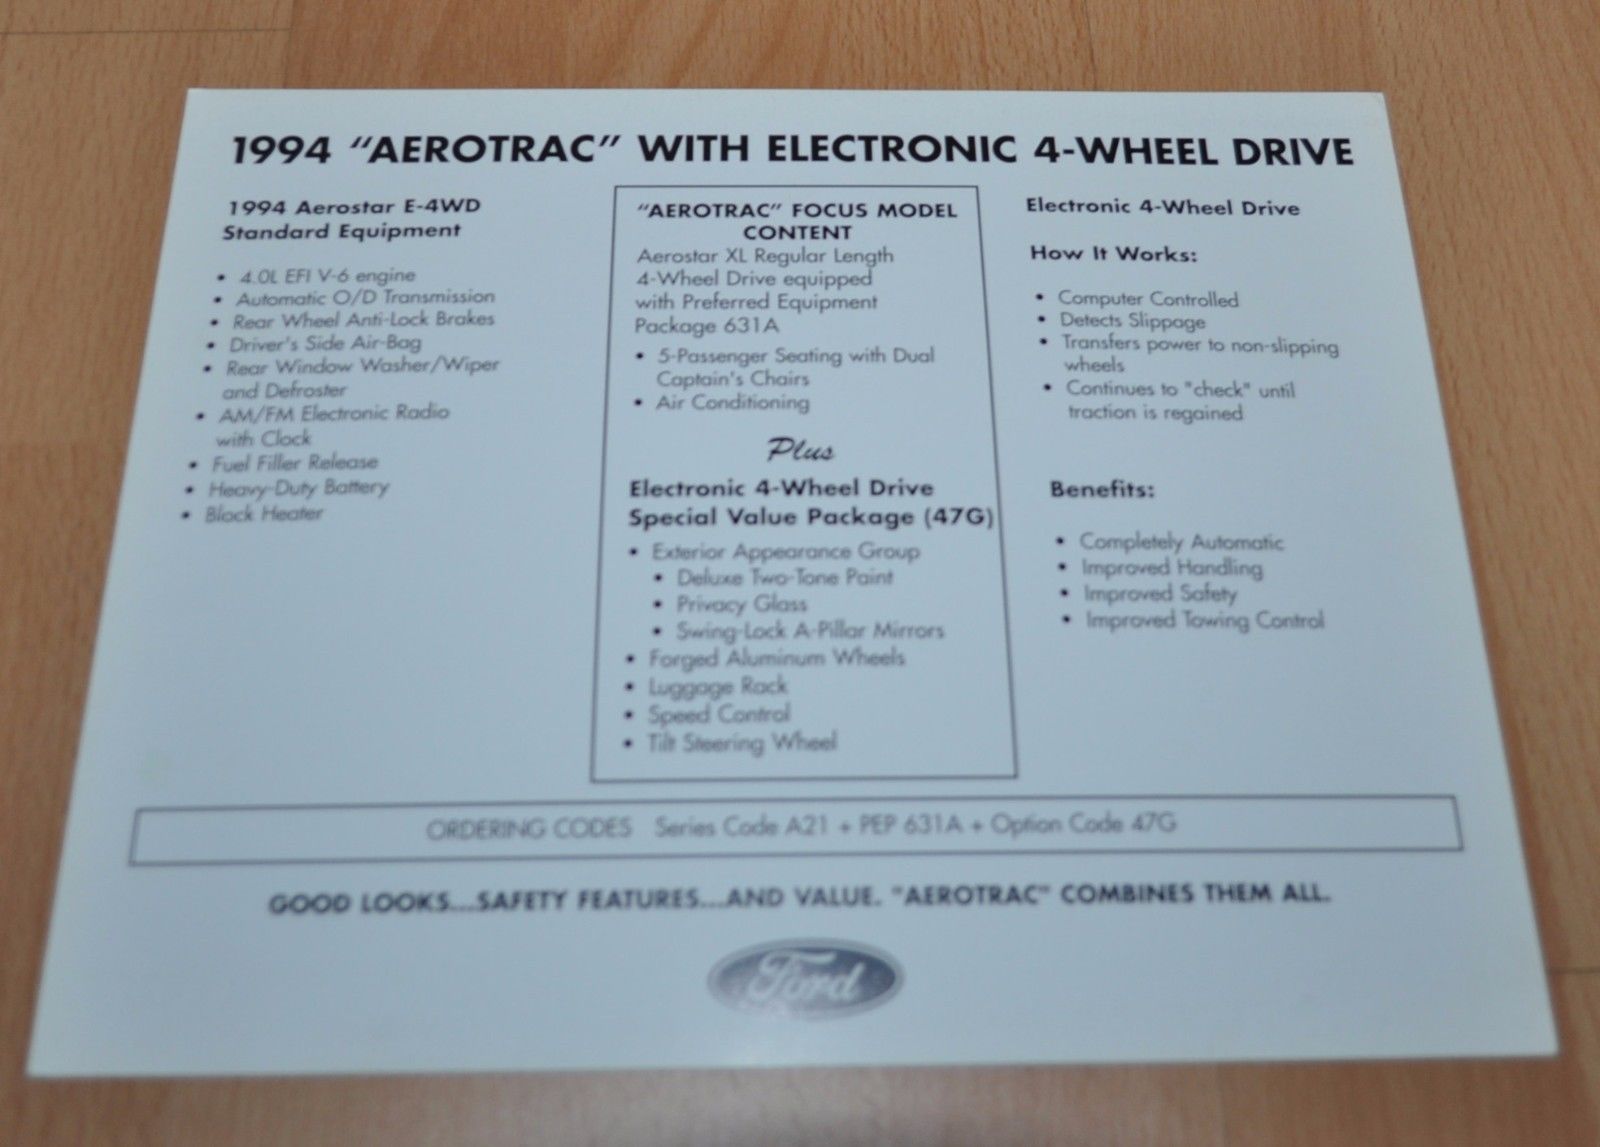 1994 "AEROTRAC" WITH ELECTRONIC 4-WHEEL DRIVE
1994 Aerostar E-4WD
Standard Equipment
• 4.0L EFI V-6 engine
• Automatic O/D Transmission
• Rear Wheel Anti-Lock Brakes
• Driver's Side Air-Bag
• Rear Window Washer/Wiper
and Defroster
• AM/FM Electronic Radio
with Clock
• Fuel Filler Release
• Heavy-Duty Battery
• Block Heater
"AEROTRAC" FOCUS MODEL
CONTENT
Aerostar XL Regular Length
4-Wheel Drive equipped
with Preferred Equipment
Package 631A
• 5-Passenger Seating with Dual
Captain's Chairs
• Air Conditioning
Plus
Electronic 4-Wheel Drive
Special Value Package (47G)
• Exterior Appearance Group
• Deluxe Two-Tone Paint
• Privacy Glass
• Swing-Lock A-Pillar Mirrors
• Forged Aluminum Wheels
• Luggage Rack
• Speed Control
• Tilt Steering Wheel
Electronic 4-Wheel Drive
How It Works:
• Computer Controlled
• Detects Slippage
• Transfers power to non-slipping
wheels
• Continues to "check" until
traction is regained
Benefits:
• Completely Automatic
• Improved Handling
• Improved Safety
• Improved Towing Control
ORDERING CODES Series Code A21 + PEP 631A + Option Code 47G
GOOD LOOKS...SAFETY FEATURES...AND VALUE. "AEROTRAC" COMBINES THEM ALL.
Ford